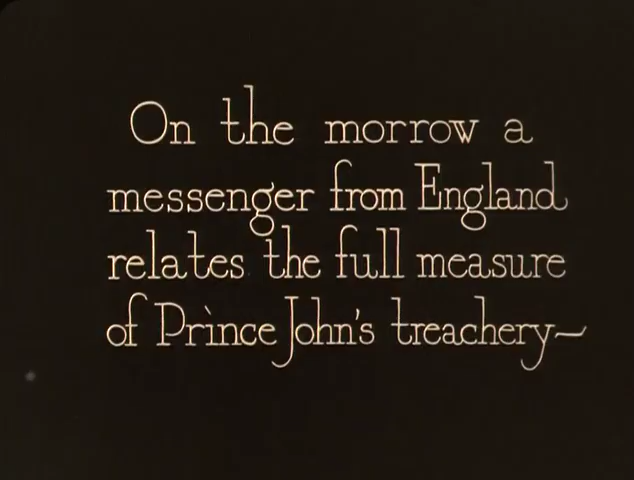 On the morrow a
messenger from England
relates the full measure
of Prince John's treachery—